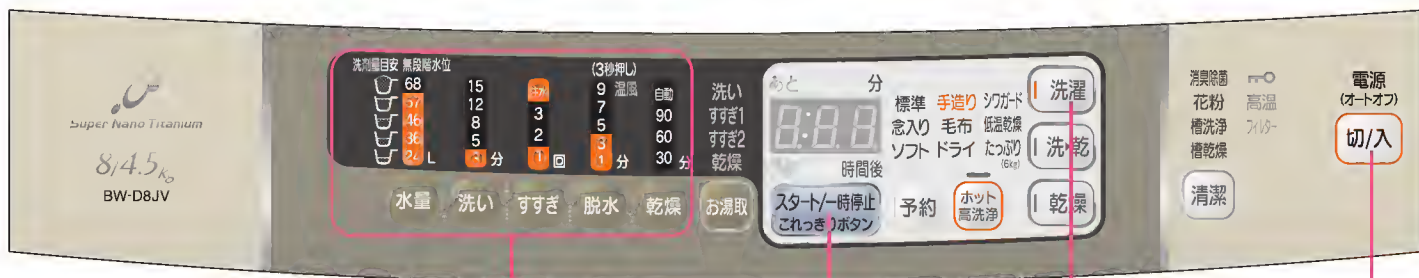 Super Nano Titanium
8/4.5kg
BW-D8JV
洗剤量目安 無段階水位
68
57
46
36
24 L
水量
15
12
8
5
3 分
洗い
注水
3
2
1 回
すすぎ
(3秒押し)
9 温風
7
5
3
1 分
脱水
自動
90
60
30 分
乾燥
洗い
すすぎ1
すすぎ2
乾燥
お湯取
あと 分
8:88
時間後
スタート/一時停止
これっきりボタン
標準 手造り シワガード
念入り 毛布 低温乾燥
ソフト ドライ たっぷり
(6kg)
予約
ホット
高洗浄
洗濯
洗・乾
乾燥
消臭除菌
花粉 高温
槽洗浄 フィルター
槽乾燥
清潔
電源
(オートオフ)
切/入